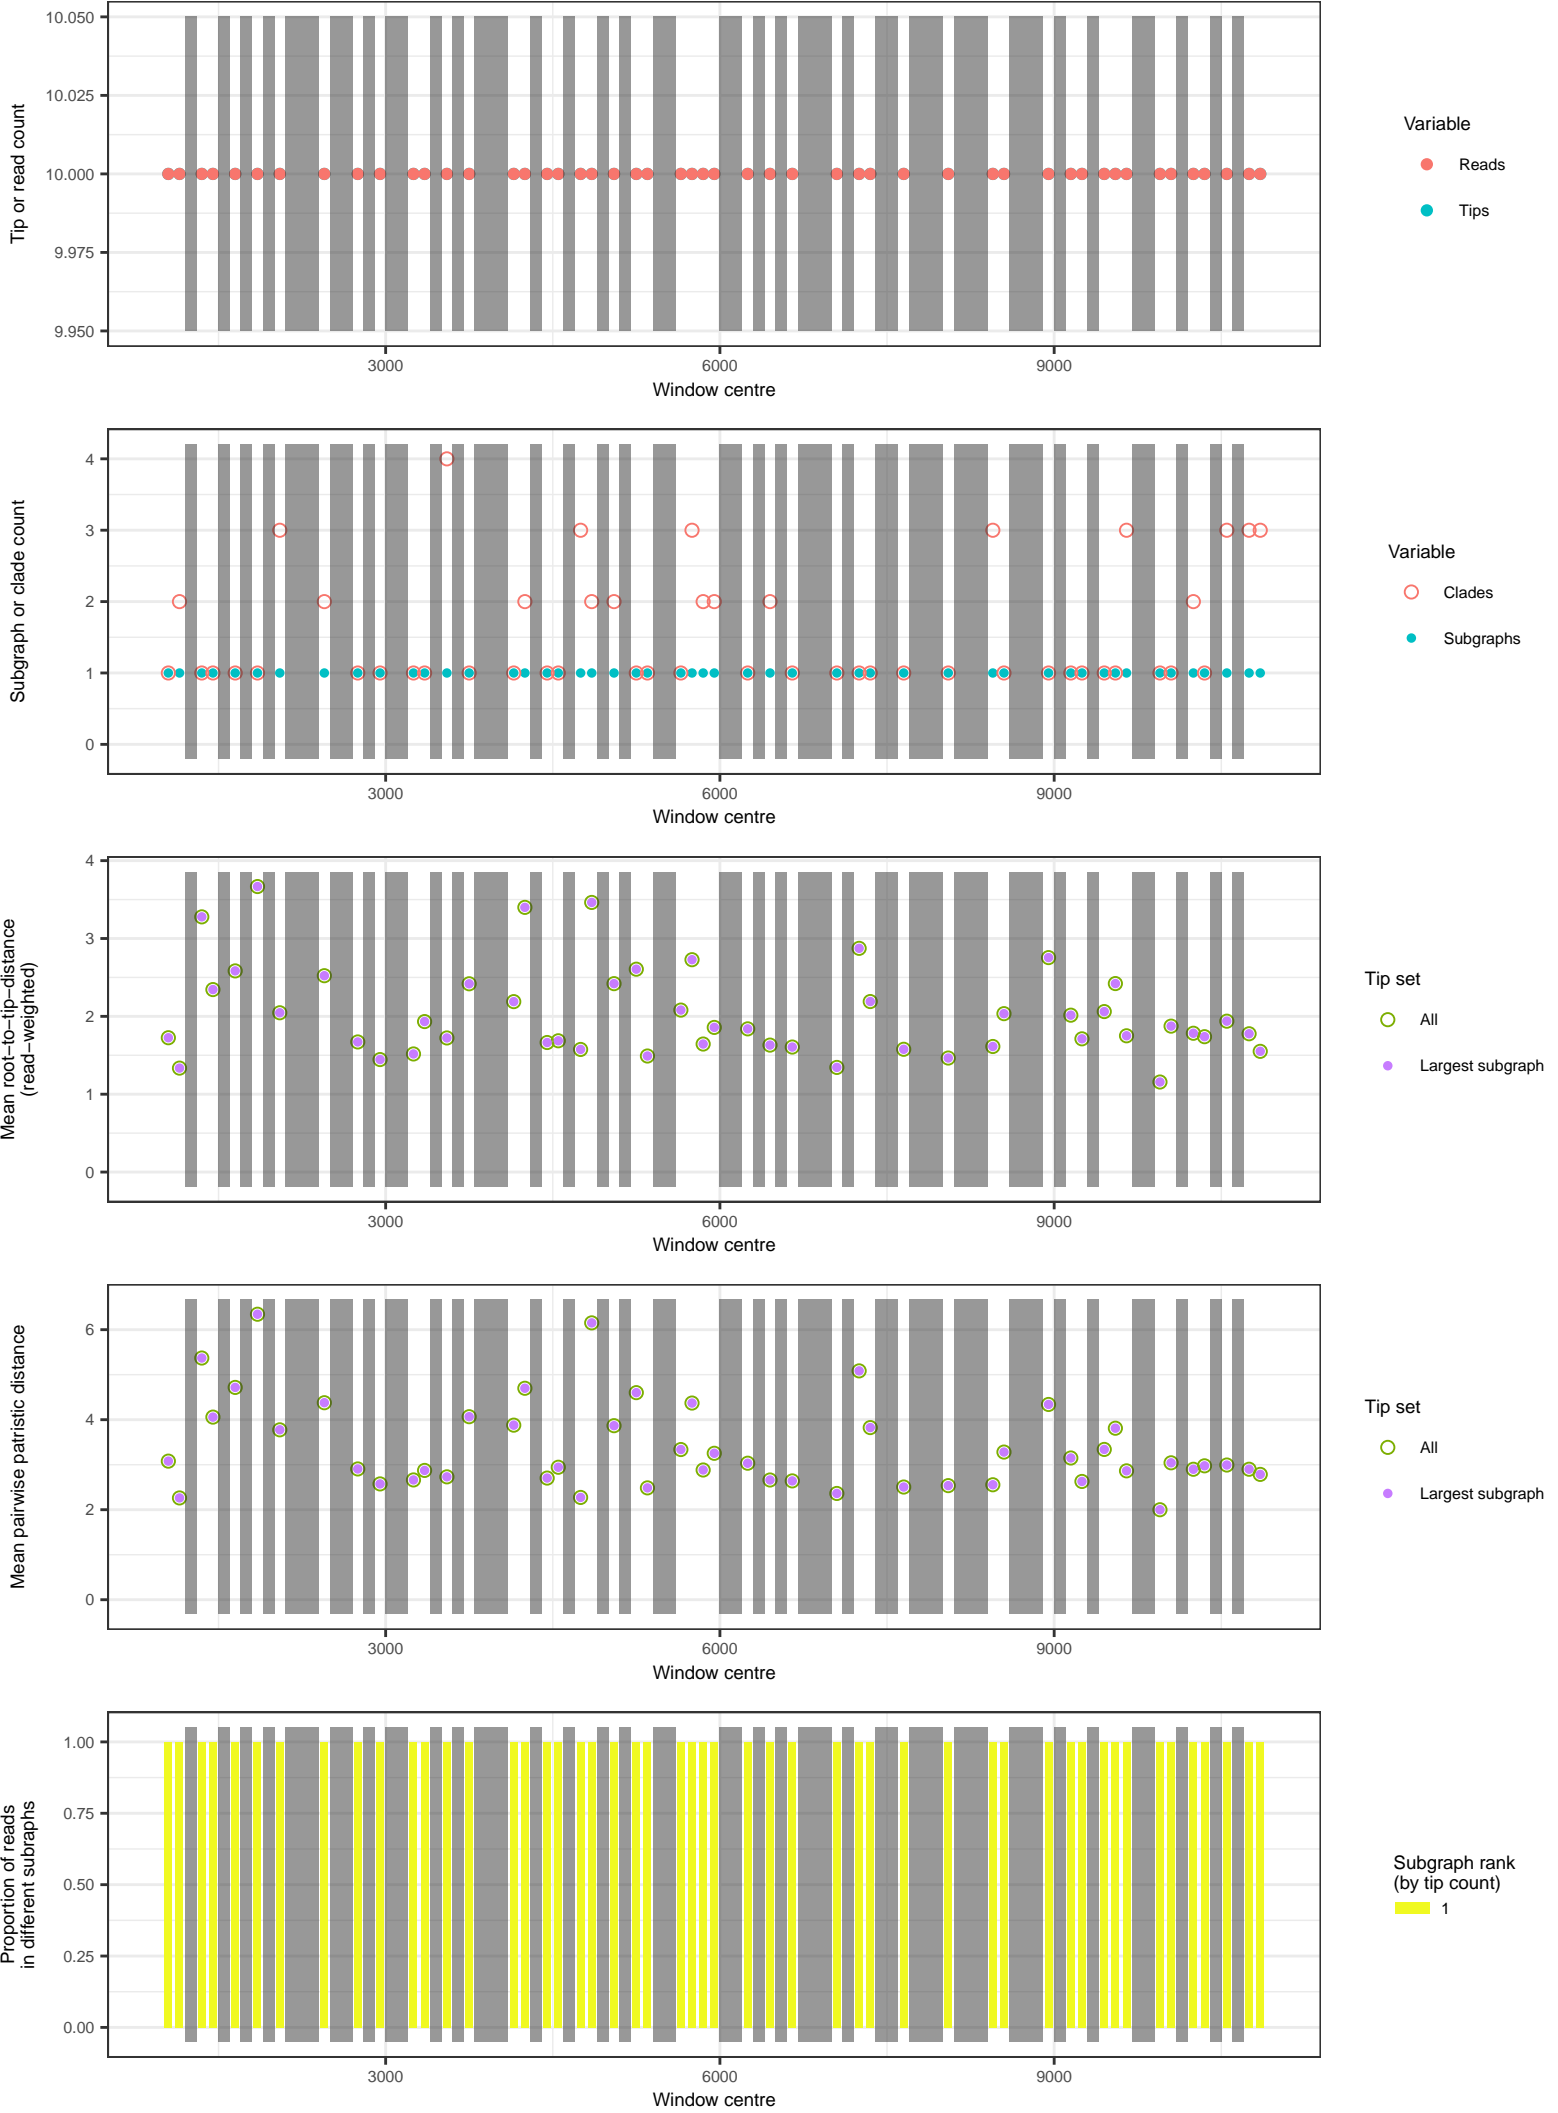 10.050
10.025
10.000
9.975
9.950
Tip or read count
3000
6000
9000
Window centre
Variable
Reads
Tips
4
3
2
1
0
Subgraph or clade count
3000
6000
9000
Window centre
Variable
Clades
Subgraphs
4
3
2
1
0
Mean root−to−tip−distance
(read−weighted)
3000
6000
9000
Window centre
Tip set
All
Largest subgraph
6
4
2
0
Mean pairwise patristic distance
3000
6000
9000
Window centre
Tip set
All
Largest subgraph
1.00
0.75
0.50
0.25
0.00
Proportion of reads
in different subraphs
3000
6000
9000
Window centre
Subgraph rank
(by tip count)
1